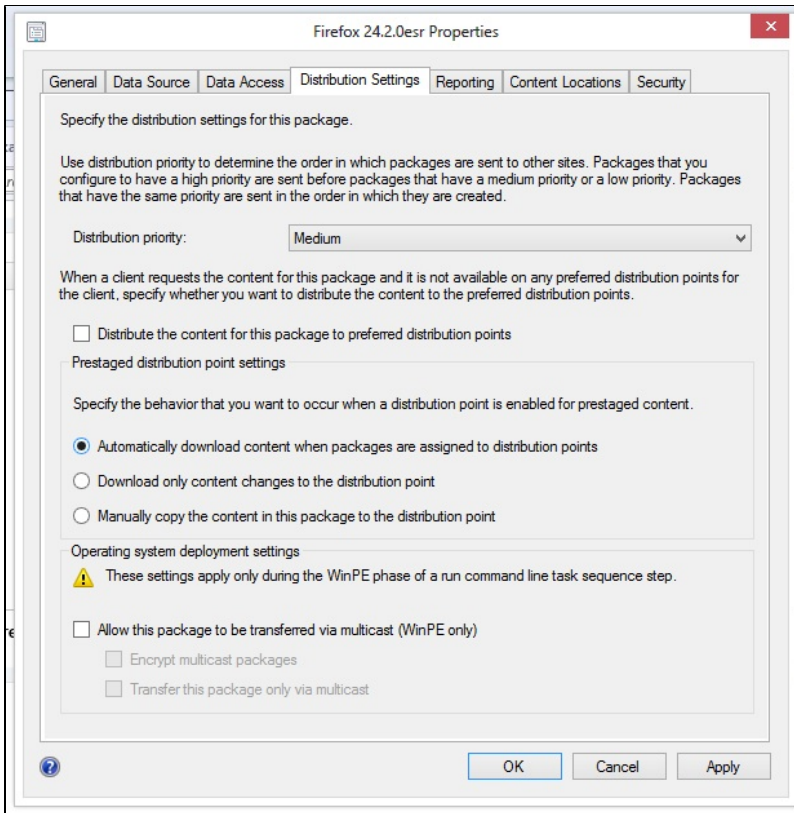 Firefox 24.2.0esr Properties
General Data Source Data Access Distribution Settings Reporting Content Locations Security
Specify the distribution settings for this package.
Use distribution priority to determine the order in which packages are sent to other sites. Packages that you
configure to have a high priority are sent before packages that have a medium priority or a low priority. Packages
that have the same priority are sent in the order in which they are created.
Distribution priority: Medium
When a client requests the content for this package and it is not available on any preferred distribution points for
the client, specify whether you want to distribute the content to the preferred distribution points.
Distribute the content for this package to preferred distribution points
Prestaged distribution point settings
Specify the behavior that you want to occur when a distribution point is enabled for prestaged content.
Automatically download content when packages are assigned to distribution points
Download only content changes to the distribution point
Manually copy the content in this package to the distribution point
Operating system deployment settings
These settings apply only during the WinPE phase of a run command line task sequence step.
Allow this package to be transferred via multicast (WinPE only)
Encrypt multicast packages
Transfer this package only via multicast
OK Cancel Apply